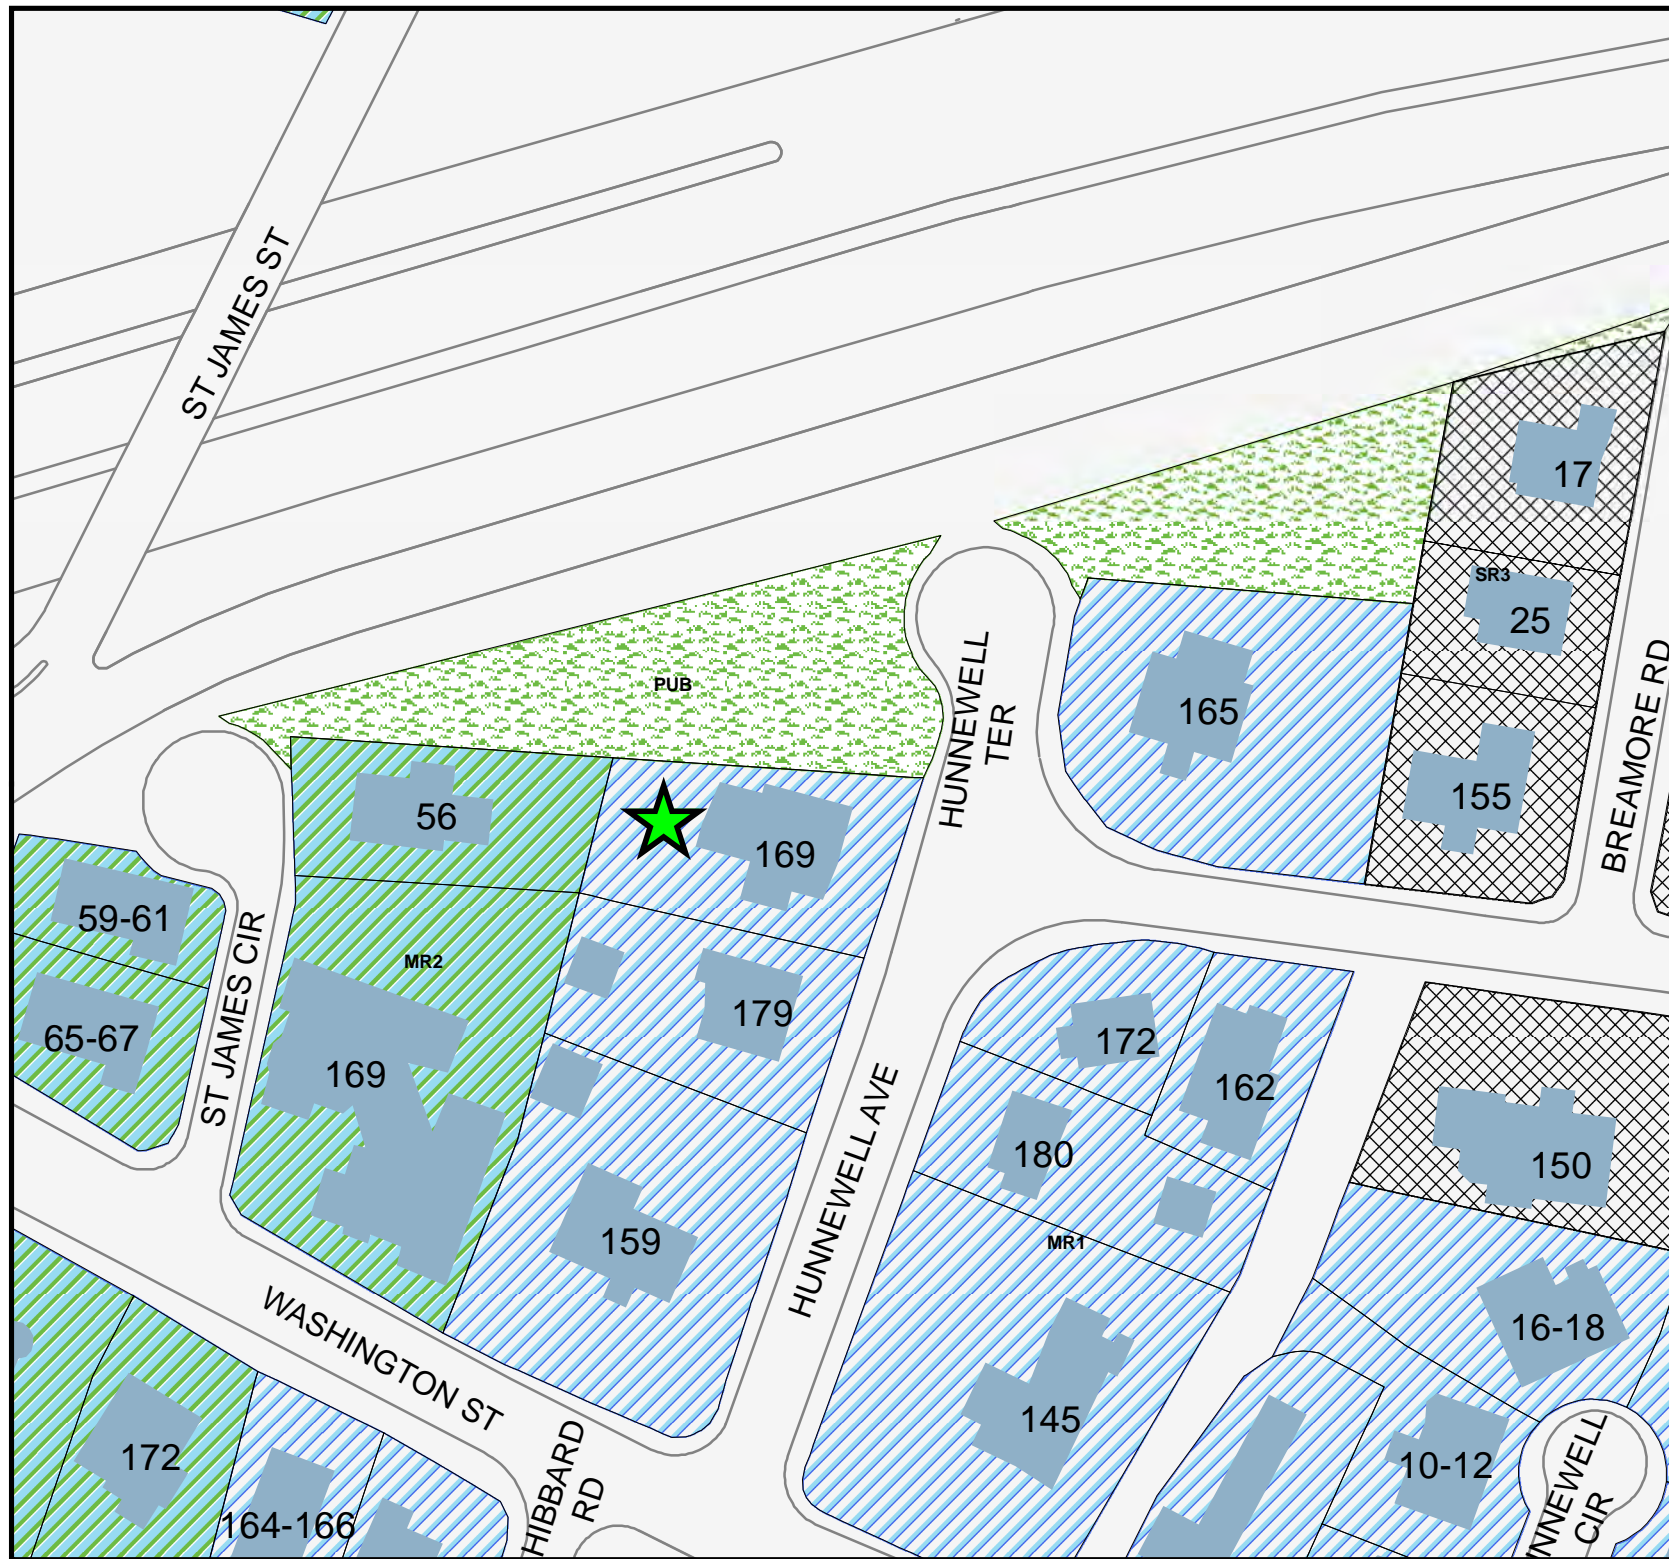 ST JAMES ST
17
SR3
25
HUNNEWELL
TER
BREAMORE RD
PUB
165
155
56
169
59-61
ST JAMES CIR
MR2
65-67
169
179
172
162
180
150
HUNNEWELL AVE
159
MR1
WASHINGTON ST
16-18
145
172
HIBBARD
RD
10-12
NNEWELL
CIR
164-166